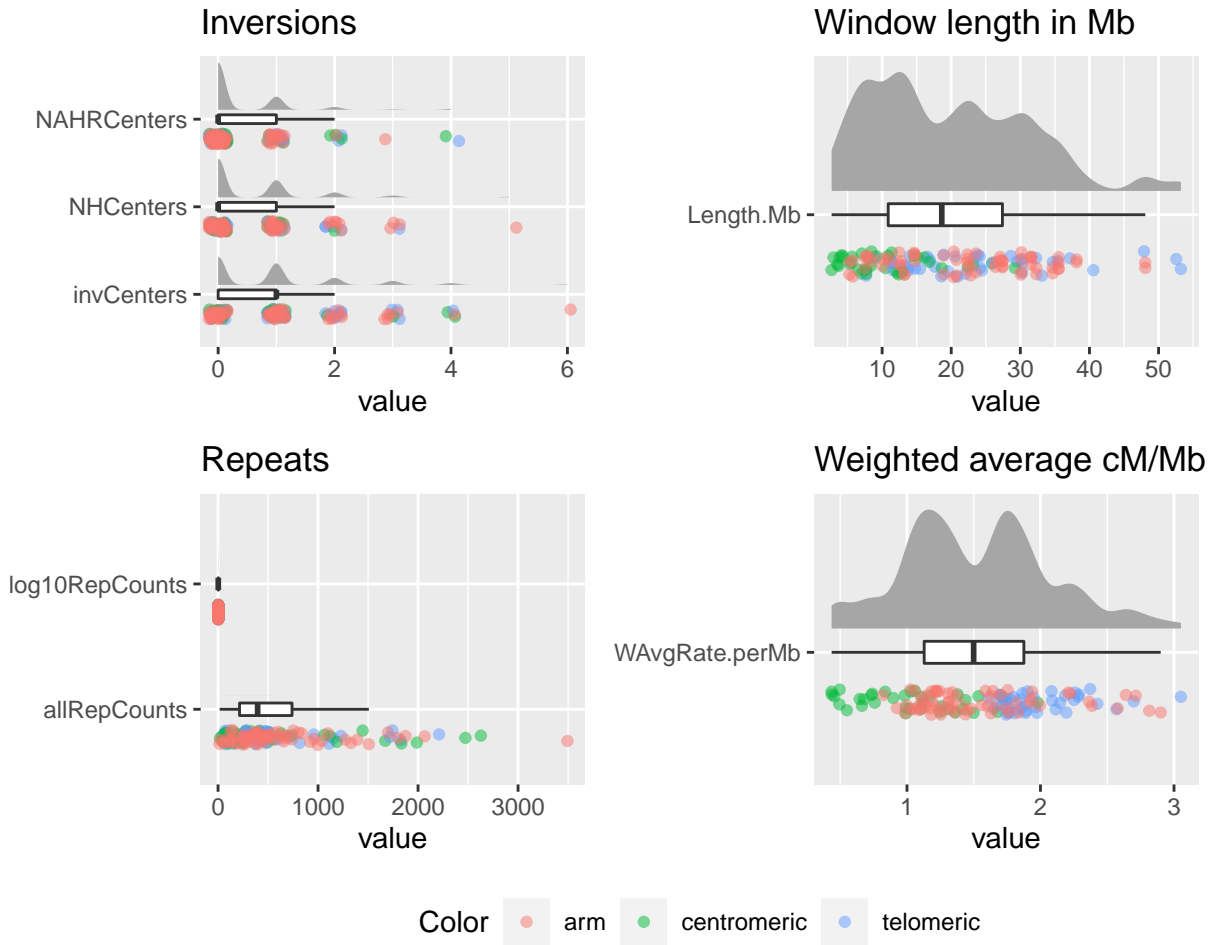 Inversions
NAHRCenters
NHCenters
invCenters
0 2 4 6
value
Window length in Mb
Length.Mb
10 20 30 40 50
value
Repeats
log10RepCounts
allRepCounts
0 1000 2000 3000
value
Weighted average cM/Mb
WAvgRate.perMb
1 2 3
value
Color arm centromeric telomeric